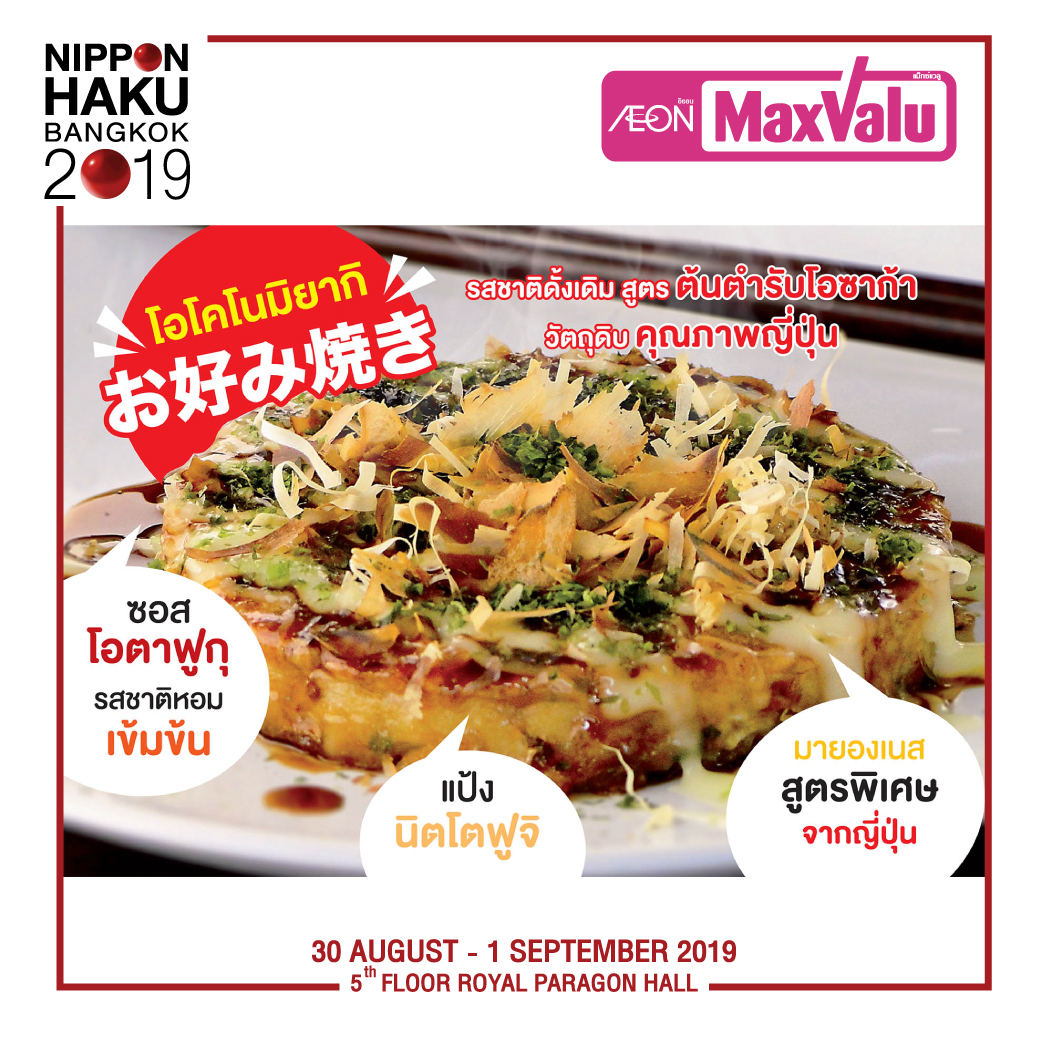 NIPPON
HAKU
BANGKOK
2019
แม็กซ์แวลู
อิออน
ÆON MaxValu
โอโคโนมิยากิ
お好み焼き
รสชาติดั้งเดิม สูตร ต้นตำรับโอซาก้า
วัตถุดิบ คุณภาพญี่ปุ่น
ซอส
โอตาฟูกุ
รสชาติหอม
เข้มข้น
แป้ง
นิตโตฟูจิ
มายองเนส
สูตรพิเศษ
จากญี่ปุ่น
30 AUGUST - 1 SEPTEMBER 2019
5th FLOOR ROYAL PARAGON HALL